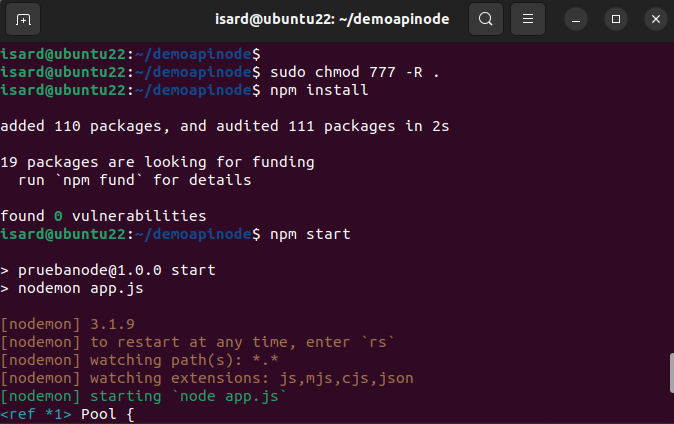 isard@ubuntu22: ~/demoapinode
isard@ubuntu22:~/demoapinode$
isard@ubuntu22:~/demoapinode$ sudo chmod 777 -R .
isard@ubuntu22:~/demoapinode$ npm install
added 110 packages, and audited 111 packages in 2s
19 packages are looking for funding
  run `npm fund` for details
found 0 vulnerabilities
isard@ubuntu22:~/demoapinode$ npm start
> pruebanode@1.0.0 start
> nodemon app.js
[nodemon] 3.1.9
[nodemon] to restart at any time, enter `rs`
[nodemon] watching path(s): *.*
[nodemon] watching extensions: js,mjs,cjs,json
[nodemon] starting `node app.js`
<ref *1> Pool {